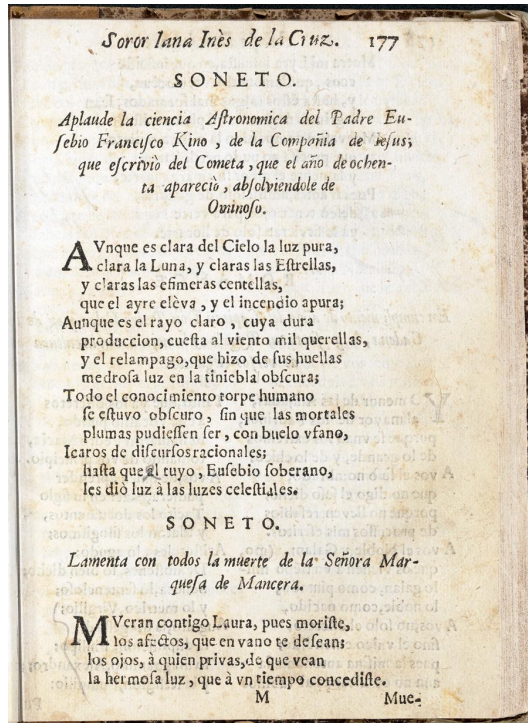 Soror Iana Inès de la Cruz. 177
SONETO.
Aplaude la ciencia Astronomica del Padre Eu-
sebio Francisco Kino, de la Compañia de Jesus;
que escriviò del Cometa, que el año de ochen-
ta apareciò, absolviendole de
Ominoso.
AVnque es clara del Cielo la luz pura,
clara la Luna, y claras las Estrellas,
y claras las efimeras centellas,
que el ayre elèva, y el incendio apura;
Aunque es el rayo claro, cuya dura
produccion, cuesta al viento mil querellas,
y el relampago, que hizo de sus huellas
medrosa luz en la tiniebla obscura;
Todo el conocimiento torpe humano
se estuvo obscuro, sin que las mortales
plumas pudiessen ser, con buelo vfano,
Icaros de discursos racionales;
hasta que al tuyo, Eusebio soberano,
les diò luz à las luzes celestiales.
SONETO.
Lamenta con todos la muerte de la Señora Mar-
quesa de Mancera.
MVeran contigo Laura, pues moriste,
los afectos, que en vano te desean;
los ojos, à quien privas, de que vean
la hermosa luz, que à vn tiempo concediste.
M Mue-